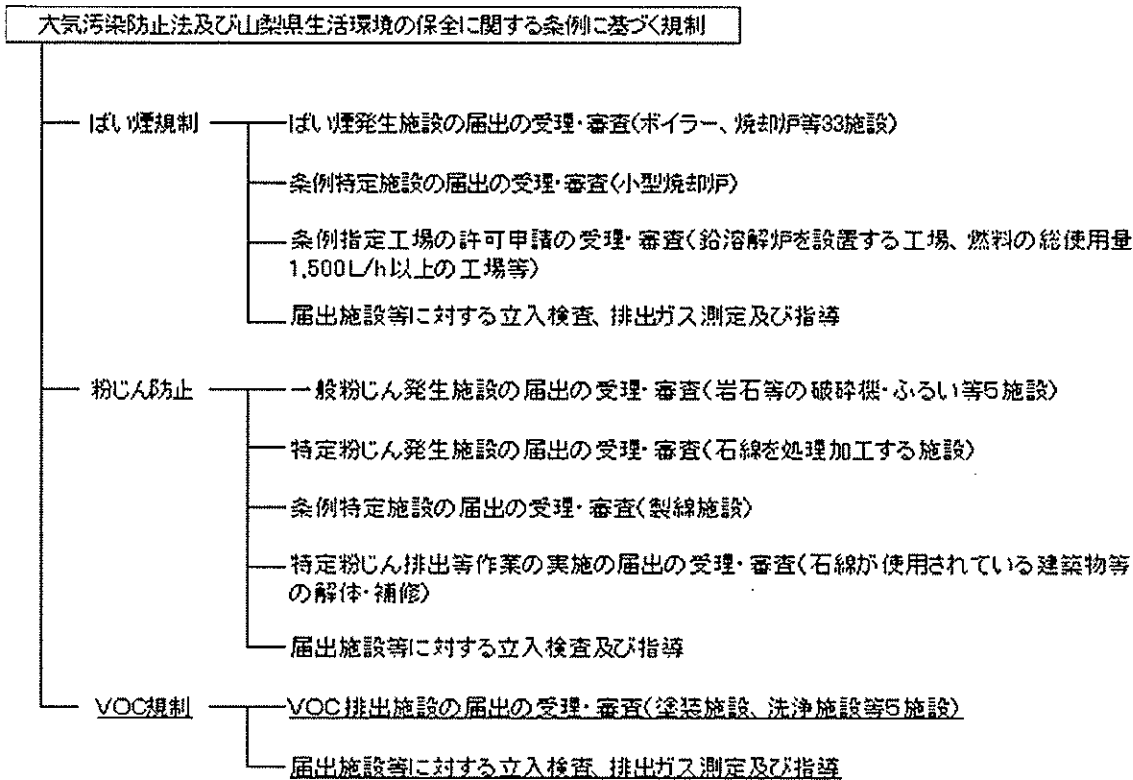 大気汚染防止法及び山梨県生活環境の保全に関する条例に基づく規制
ばい煙規制
ばい煙発生施設の届出の受理・審査(ボイラー、焼却炉等33施設)
条例特定施設の届出の受理・審査(小型焼却炉)
条例指定工場の許可申請の受理・審査(鉛溶解炉を設置する工場、燃料の総使用量
1,500L/h以上の工場等)
届出施設等に対する立入検査、排出ガス測定及び指導
粉じん防止
一般粉じん発生施設の届出の受理・審査(岩石等の破砕機・ふるい等5施設)
特定粉じん発生施設の届出の受理・審査(石綿を処理加工する施設)
条例特定施設の届出の受理・審査(製綿施設)
特定粉じん排出等作業の実施の届出の受理・審査(石綿が使用されている建築物等
の解体・補修)
届出施設等に対する立入検査及び指導
VOC規制
VOC排出施設の届出の受理・審査(塗装施設、洗浄施設等5施設)
届出施設等に対する立入検査、排出ガス測定及び指導